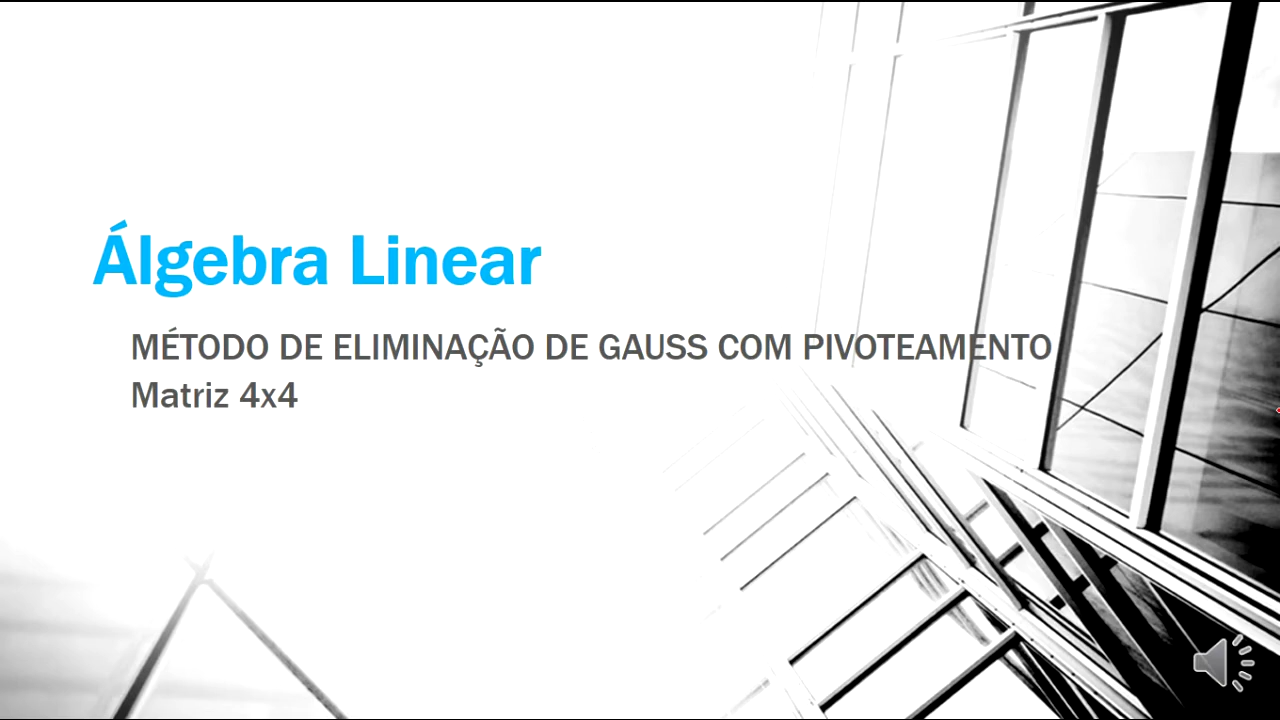 Álgebra Linear
MÉTODO DE ELIMINAÇÃO DE GAUSS COM PIVOTEAMENTO
Matriz 4x4